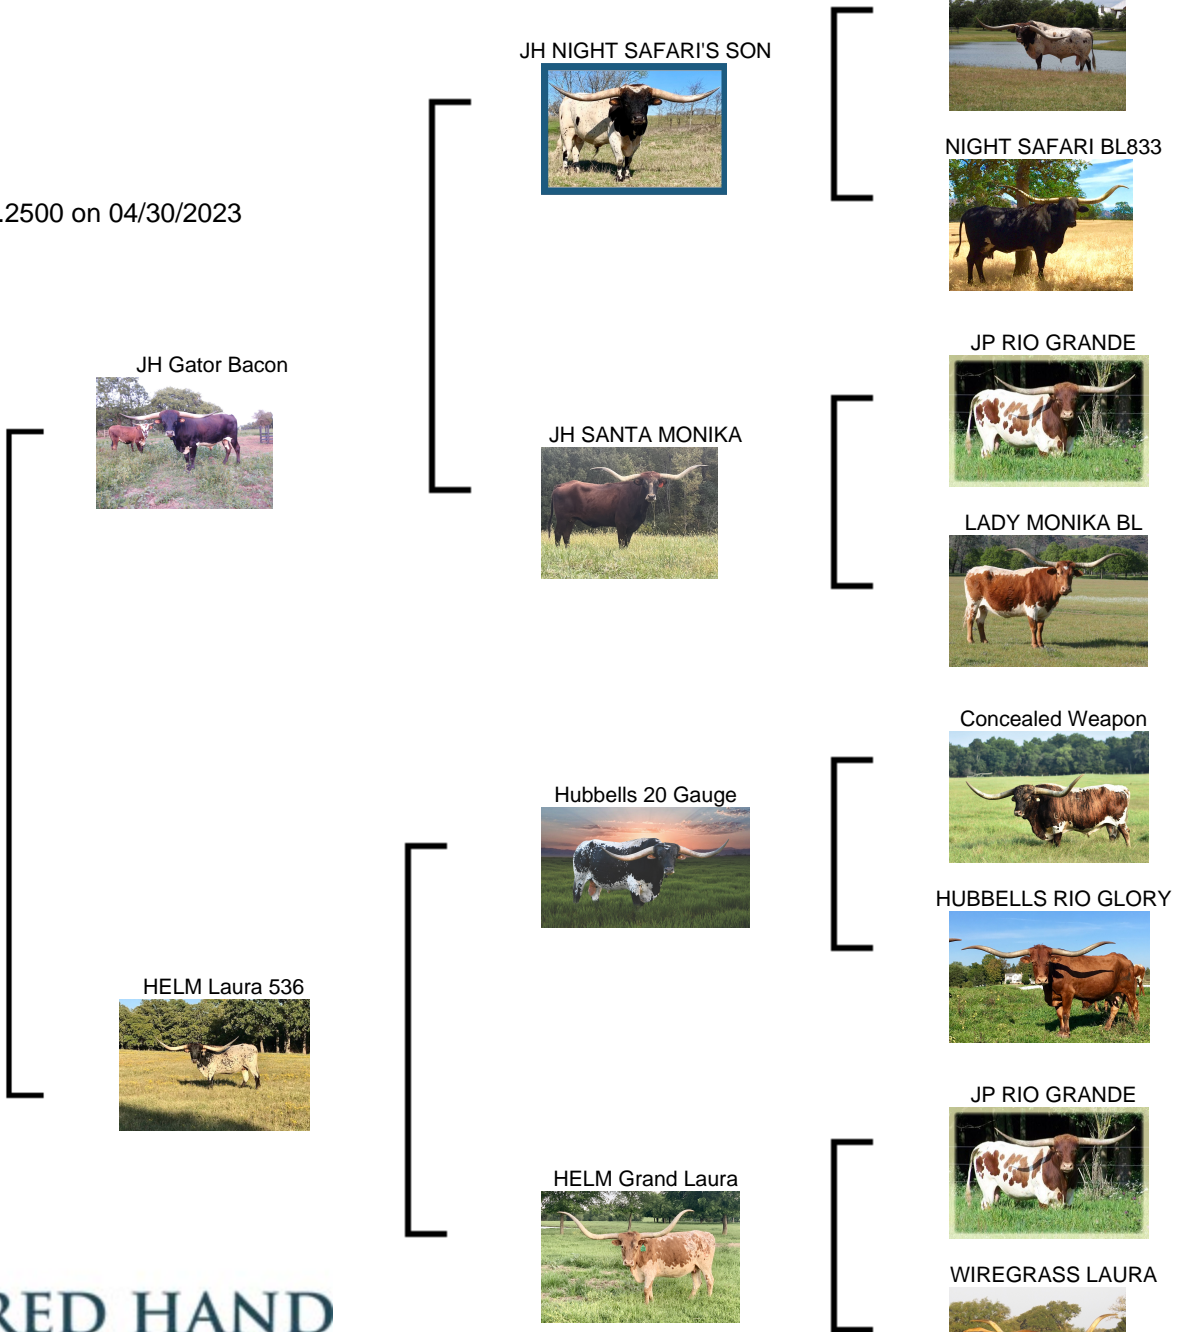 JH NIGHT SAFARI'S SON
NIGHT SAFARI BL833
.2500 on 04/30/2023
JP RIO GRANDE
JH Gator Bacon
JH SANTA MONIKA
LADY MONIKA BL
Concealed Weapon
Hubbells 20 Gauge
HUBBELLS RIO GLORY
HELM Laura 536
JP RIO GRANDE
HELM Grand Laura
WIREGRASS LAURA
RED HAND